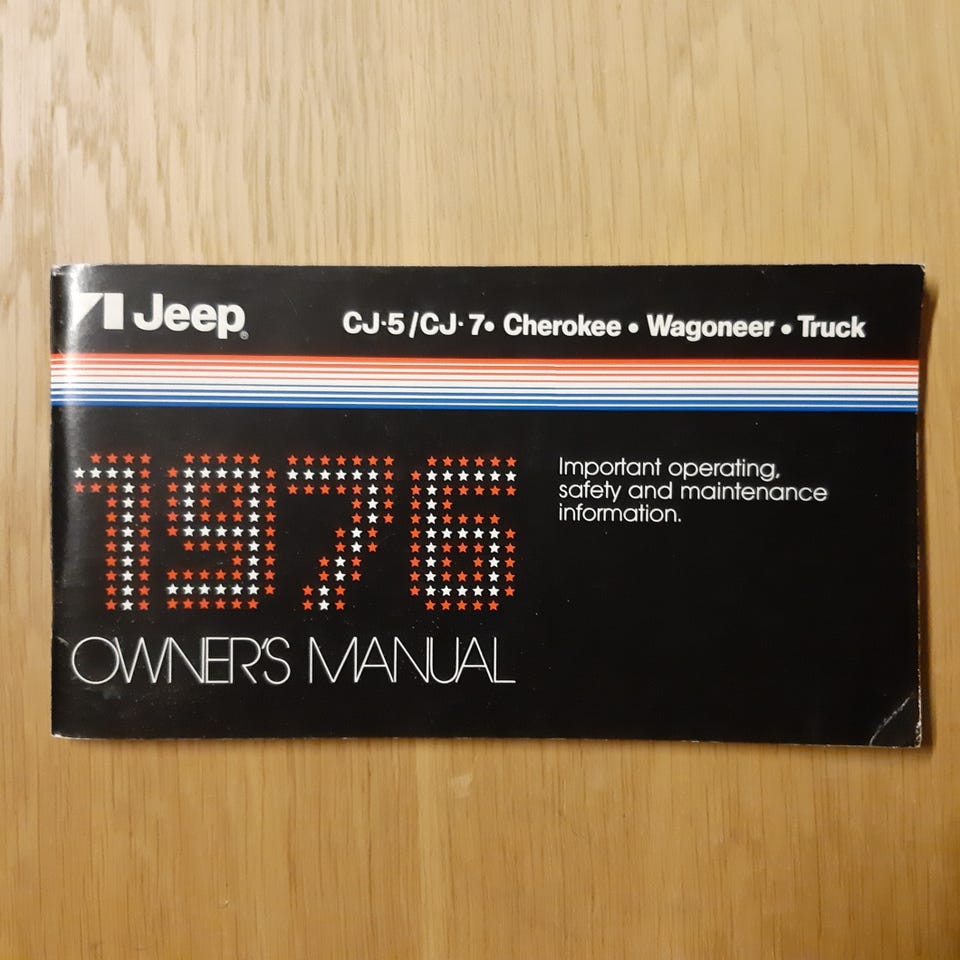 Jeep®
CJ-5/CJ-7• Cherokee • Wagoneer • Truck
1976
Important operating,
safety and maintenance
information.
OWNER'S MANUAL